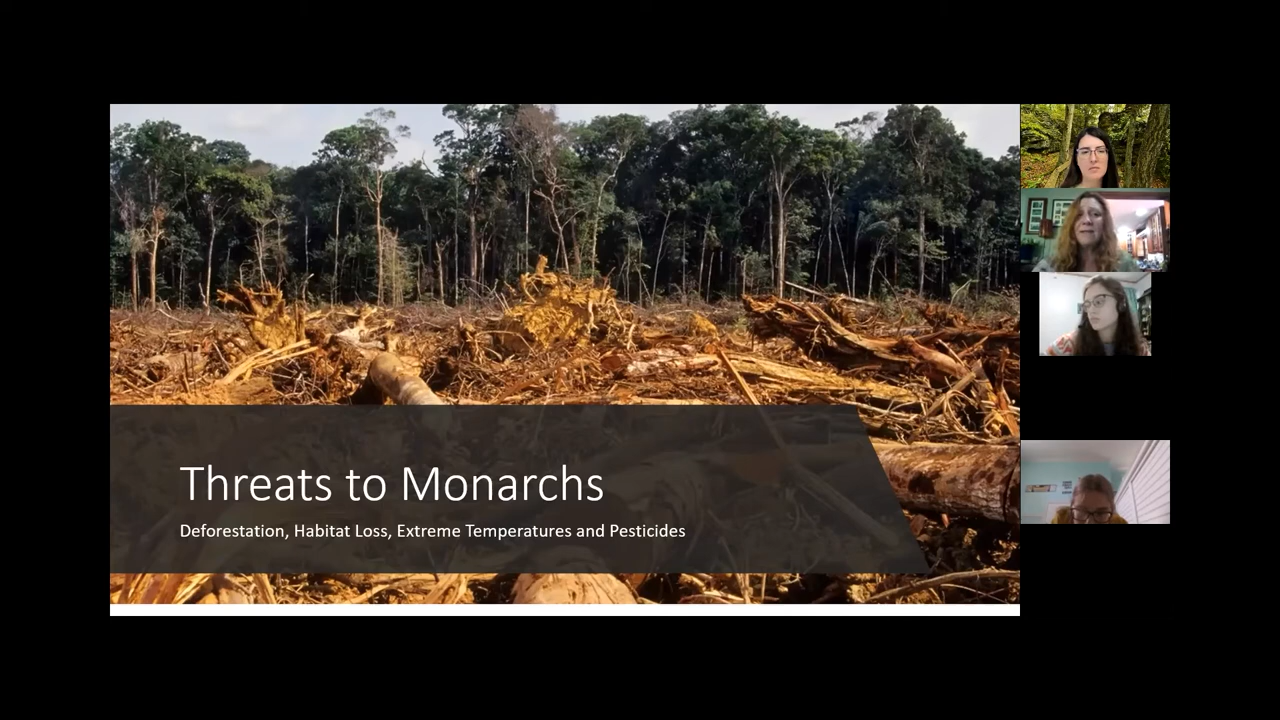 Threats to Monarchs
Deforestation, Habitat Loss, Extreme Temperatures and Pesticides